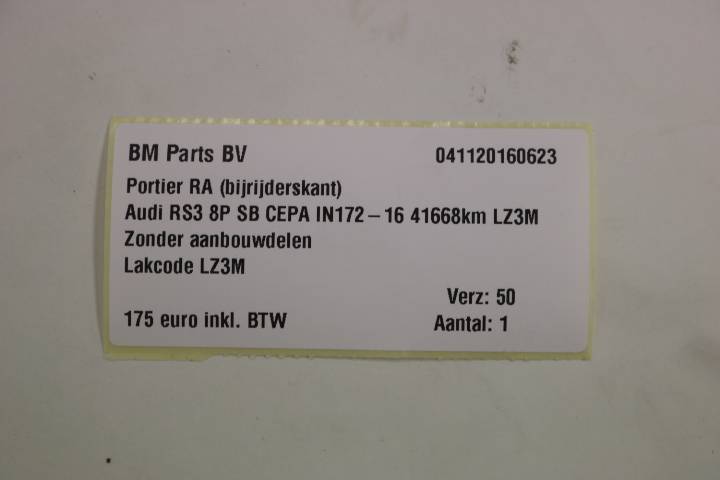 BM Parts BV 041120160623
Portier RA (bijrijderskant)
Audi RS3 8P SB CEPA IN172-16 41668km LZ3M
Zonder aanbouwdelen
Lakcode LZ3M
Verz: 50
175 euro inkl. BTW Aantal: 1